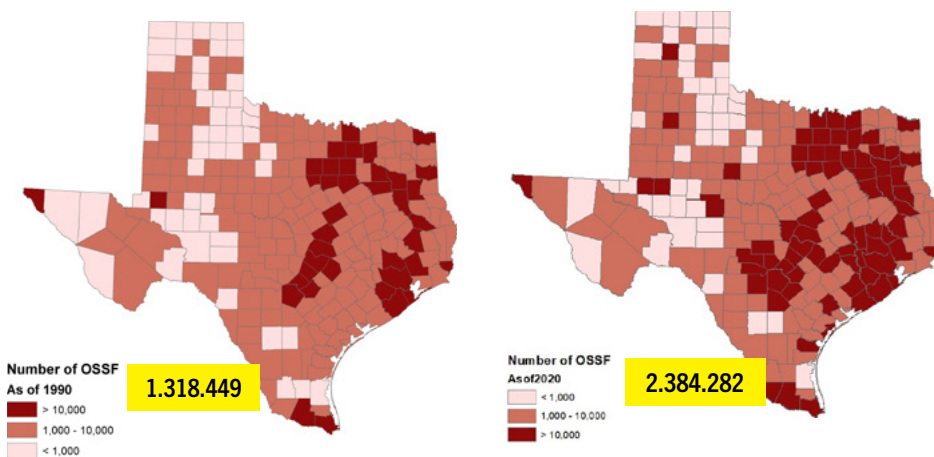 Number of OSSF
As of 1990
> 10,000
1,000 - 10,000
< 1,000
1.318.449
Number of OSSF
Asof2020
< 1,000
1,000 - 10,000
> 10,000
2.384.282